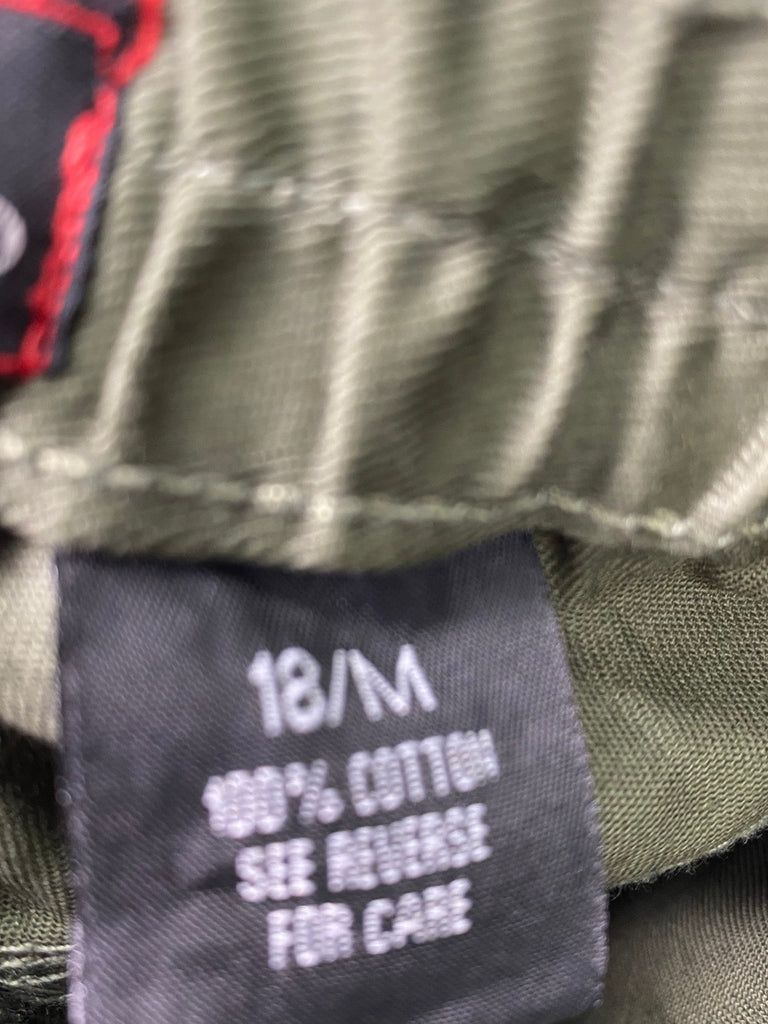 18/M
100% COTTON
SEE REVERSE
FOR CARE